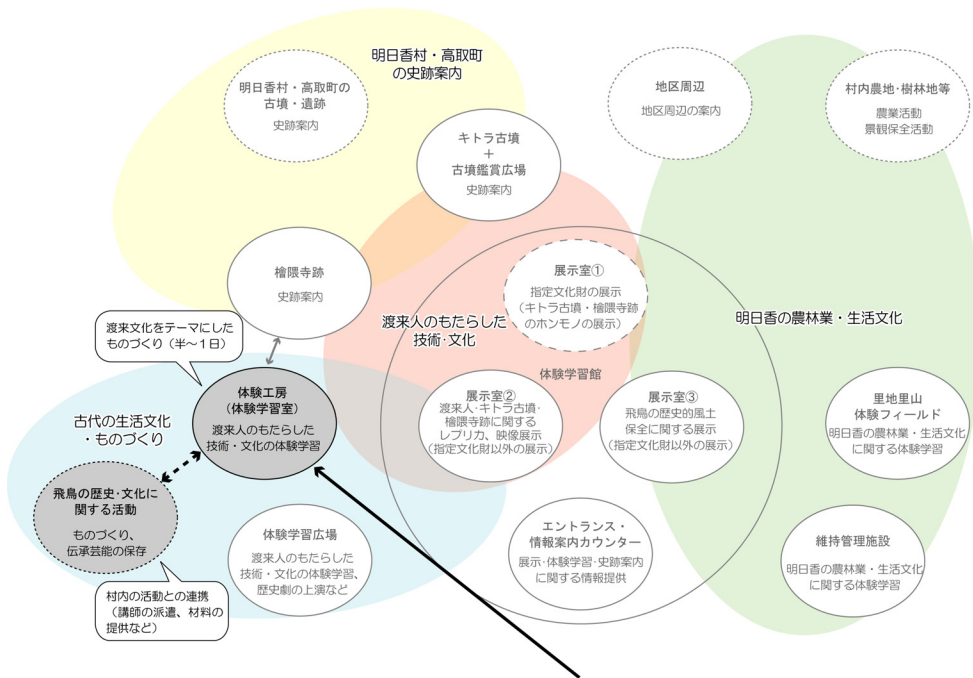 明日香村・高取町
の史跡案内
明日香村・高取町の
古墳・遺跡
史跡案内
キトラ古墳
＋
古墳鑑賞広場
史跡案内
地区周辺
地区周辺の案内
村内農地・樹林地等
農業活動
景観保全活動
檜隈寺跡
史跡案内
展示室①
指定文化財の展示
（キトラ古墳・檜隈寺跡
のホンモノの展示）
渡来人のもたらした
技術・文化
明日香の農林業・生活文化
渡来文化をテーマにした
ものづくり（半～１日）
体験学習館
体験工房
（体験学習室）
渡来人のもたらした
技術・文化の体験学習
展示室②
渡来人・キトラ古墳・
檜隈寺跡に関する
レプリカ、映像展示
（指定文化財以外の展示）
展示室③
飛鳥の歴史的風土
保全に関する展示
（指定文化財以外の展示）
里地里山
体験フィールド
明日香の農林業・生活文化
に関する体験学習
古代の生活文化
・ものづくり
飛鳥の歴史・文化に
関する活動
ものづくり、
伝承芸能の保存
体験学習広場
渡来人のもたらした
技術・文化の体験学習、
歴史劇の上演など
エントランス・
情報案内カウンター
展示・体験学習・史跡案内
に関する情報提供
維持管理施設
明日香の農林業・生活文化
に関する体験学習
村内の活動との連携
（講師の派遣、材料の
提供など）